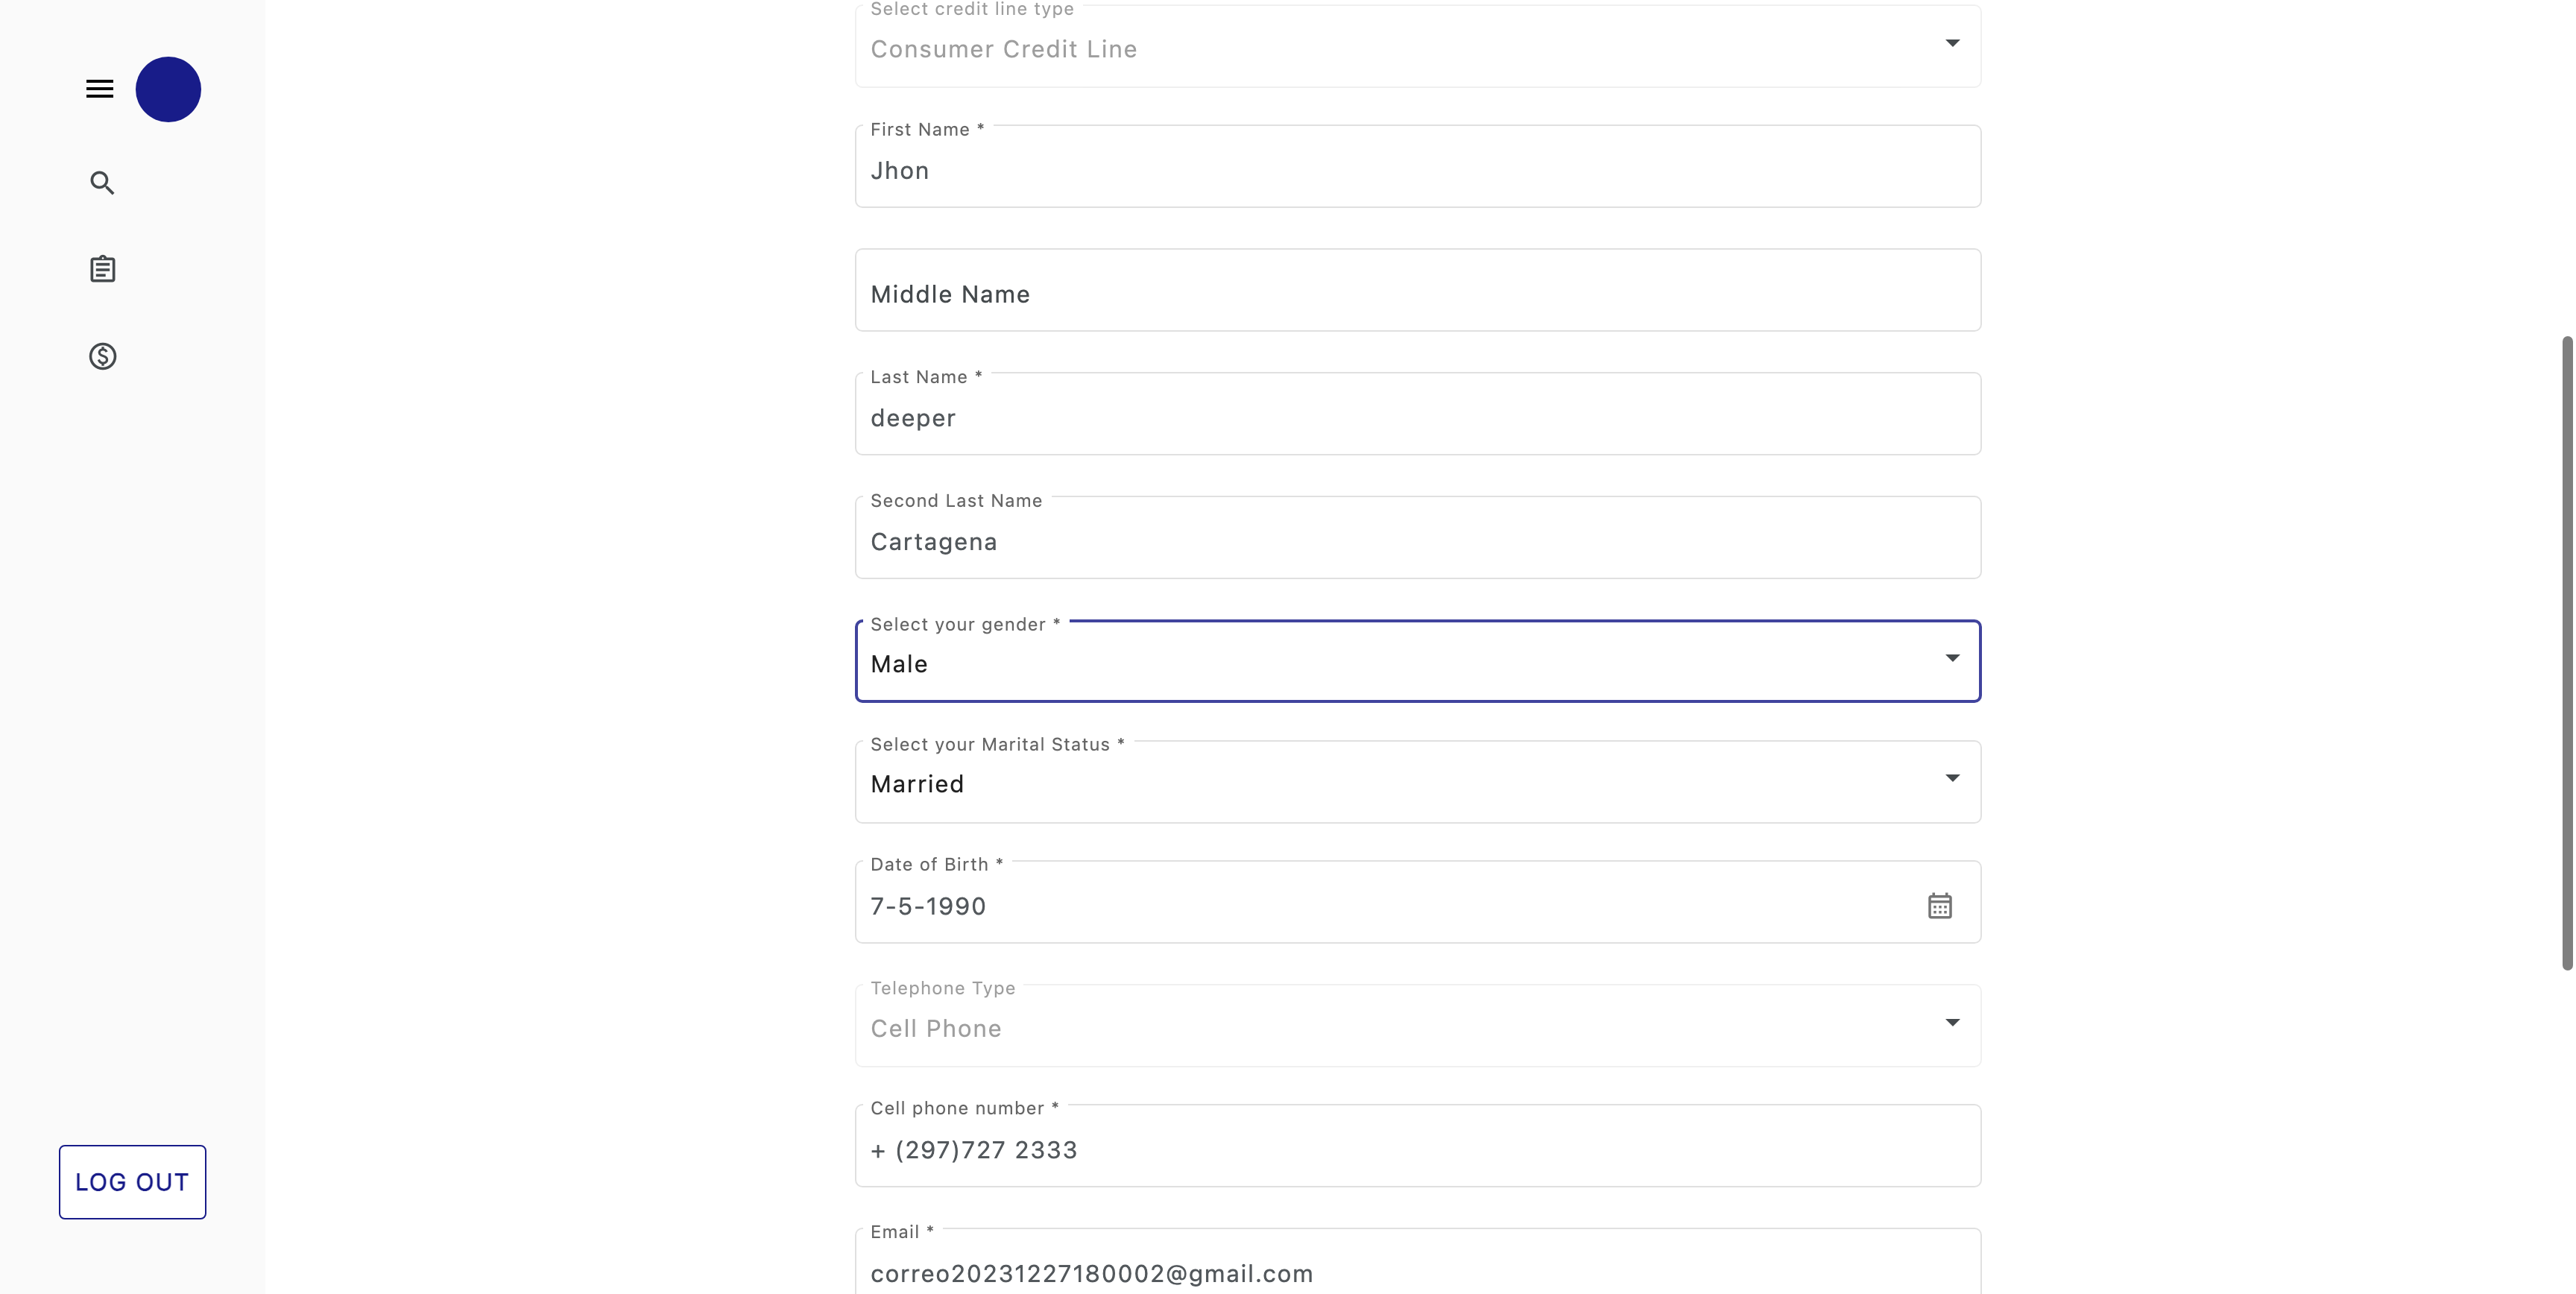 Select credit line type
Consumer Credit Line
First Name *
Jhon
Middle Name
Last Name *
deeper
Second Last Name
Cartagena
Select your gender *
Male
Select your Marital Status *
Married
Date of Birth *
7-5-1990
Telephone Type
Cell Phone
Cell phone number *
+ (297)727 2333
Email *
correo20231227180002@gmail.com
LOG OUT